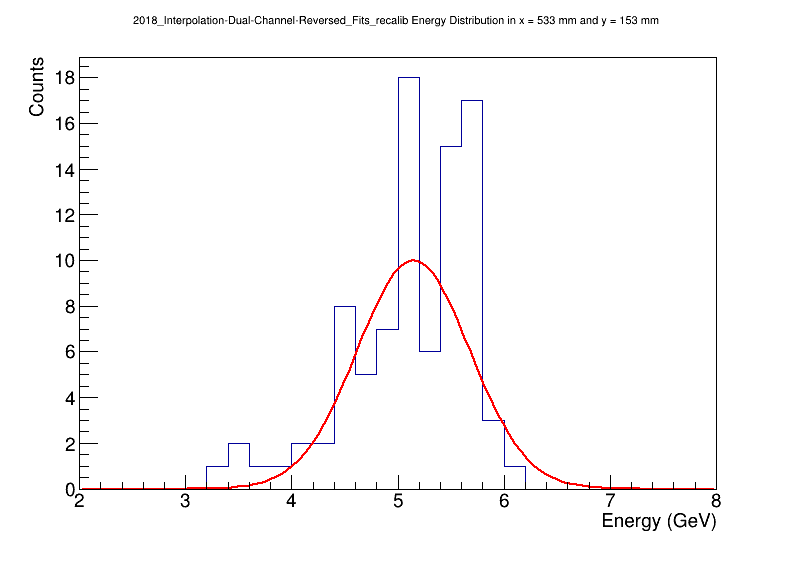 2018_Interpolation-Dual-Channel-Reversed_Fits_recalib Energy Distribution in x = 533 mm and y = 153 mm
Counts
18
16
14
12
10
8
6
4
2
0
2 3 4 5 6 7 8
Energy (GeV)